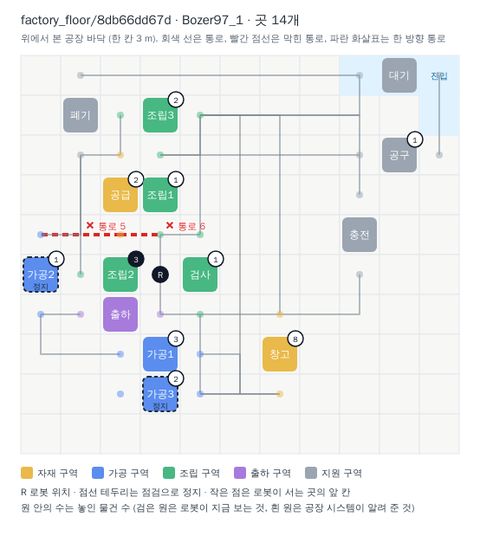 factory_floor/8db66dd67d · Bozer97_1 · 곳 14개
위에서 본 공장 바닥 (한 칸 3 m). 회색 선은 통로, 빨간 점선은 막힌 통로, 파란 화살표는 한 방향 통로
대기
진입
폐기
조립3
2
공구
1
공급
2
조립1
1
통로 5
통로 6
충전
가공2
정지
1
조립2
3
R
검사
1
출하
가공1
3
창고
8
가공3
정지
2
자재 구역
가공 구역
조립 구역
출하 구역
지원 구역
R 로봇 위치 · 점선 테두리는 점검으로 정지 · 작은 점은 로봇이 서는 곳의 앞 칸
원 안의 수는 놓인 물건 수 (검은 원은 로봇이 지금 보는 것, 흰 원은 공장 시스템이 알려 준 것)